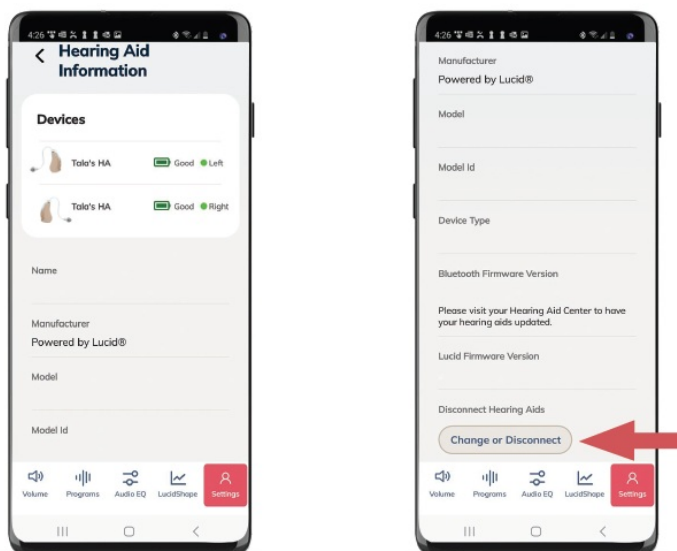 4:26
Hearing Aid
Information
Devices
Tala's HA Good Left
Tala's HA Good Right
Name
Manufacturer
Powered by Lucid®
Model
Model Id
Volume Programs Audio EQ LucidShape Settings
4:26
Manufacturer
Powered by Lucid®
Model
Model Id
Device Type
Bluetooth Firmware Version
Please visit your Hearing Aid Center to have
your hearing aids updated.
Lucid Firmware Version
Disconnect Hearing Aids
Change or Disconnect
Volume Programs Audio EQ LucidShape Settings